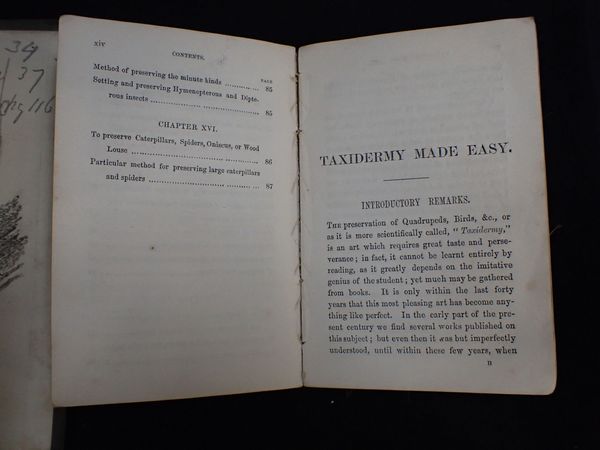 34
37
pg 116
xiv
CONTENTS.
PAGE
Method of preserving the minute kinds ............ 85
Setting and preserving Hymenopterous and Dipte-
rous insects ........................ 85
CHAPTER XVI.
To preserve Caterpillars, Spiders, Oniscus, or Wood
Louse ........................................ 86
Particular method for preserving large caterpillars
and spiders .................................. 87
TAXIDERMY MADE EASY.
INTRODUCTORY REMARKS.
THE preservation of Quadrupeds, Birds, &c., or
as it is more scientifically called, "Taxidermy,"
is an art which requires great taste and perse-
verance; in fact, it cannot be learnt entirely by
reading, as it greatly depends on the imitative
genius of the student; yet much may be gathered
from books. It is only within the last forty
years that this most pleasing art has become any-
thing like perfect. In the early part of the pre-
sent century we find several works published on
this subject; but even then it was but imperfectly
understood, until within these few years, when
B